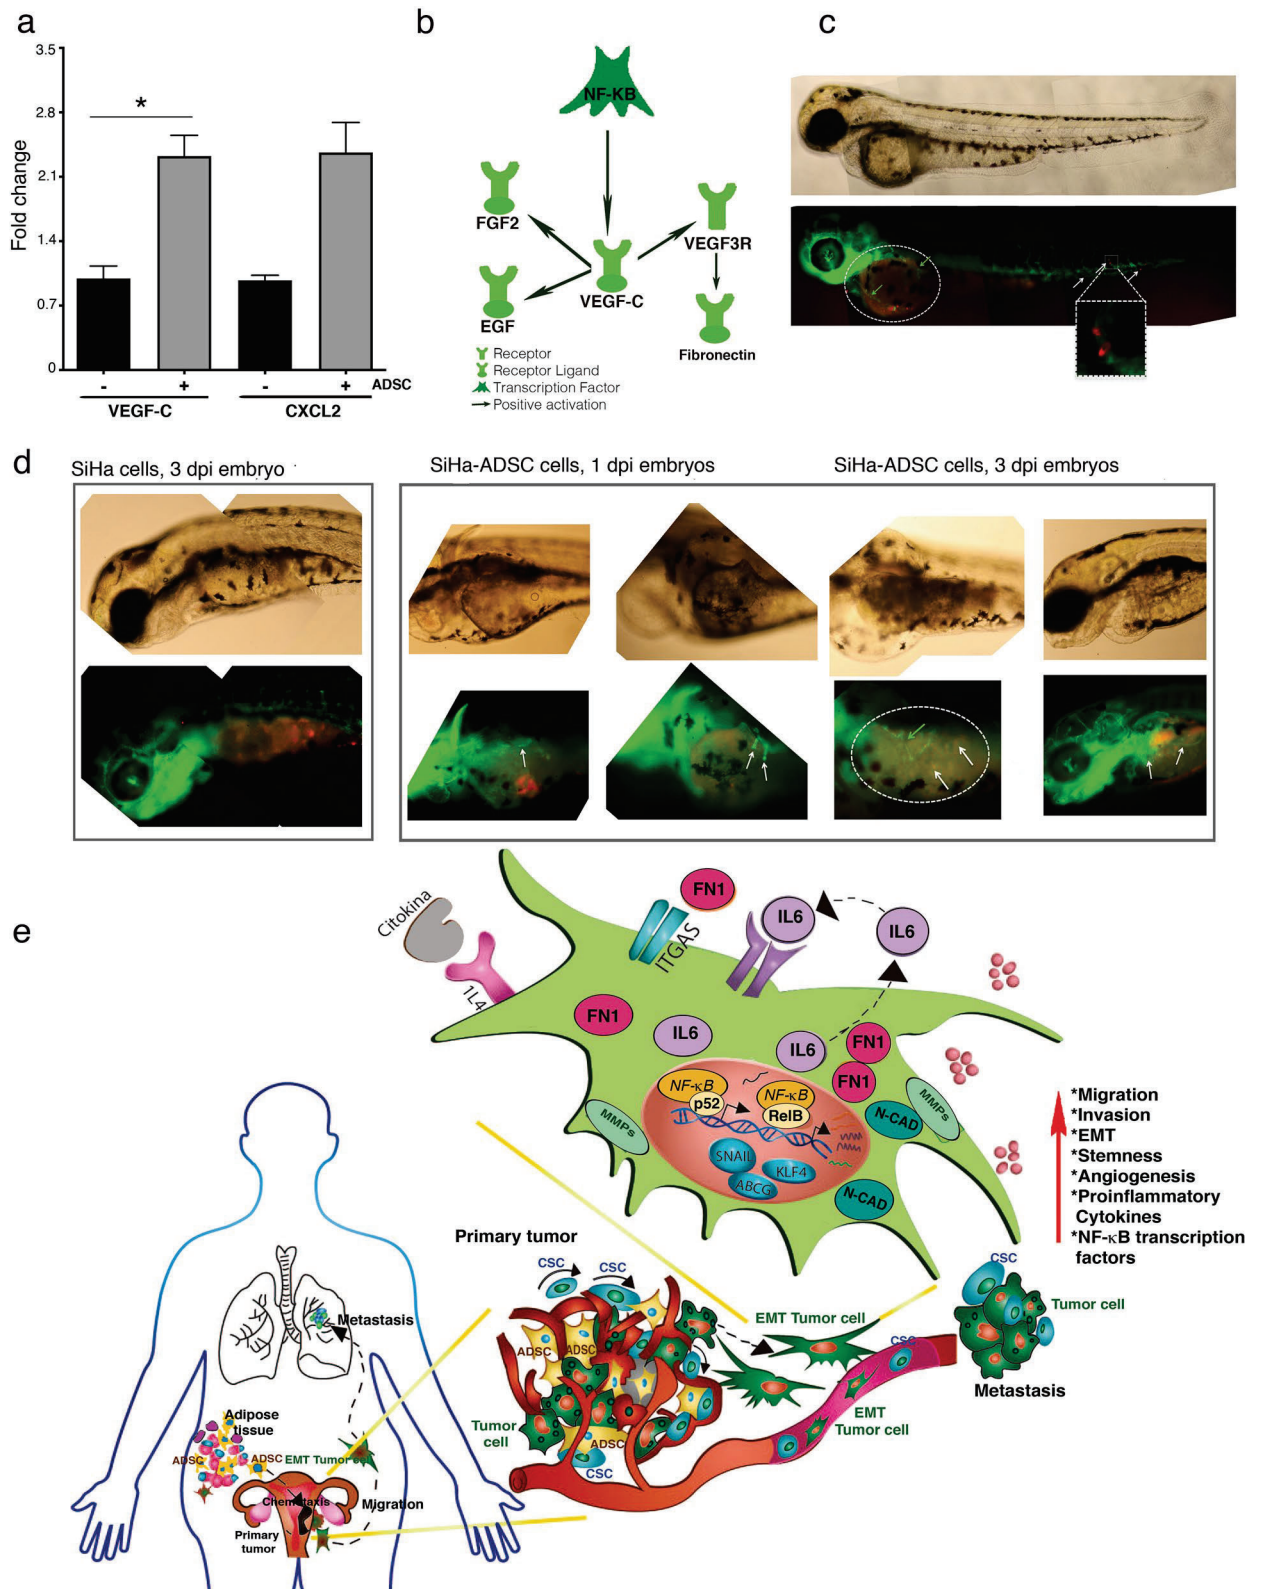 a
3.5
2.8
2.1
1.4
0.7
0
Fold change
*
-
+
-
+
ADSC
VEGF-C
CXCL2
b
NF-KB
FGF2
VEGF3R
VEGF-C
EGF
Fibronectin
Receptor
Receptor Ligand
Transcription Factor
Positive activation
c
d
SiHa cells, 3 dpi embryo
SiHa-ADSC cells, 1 dpi embryos
SiHa-ADSC cells, 3 dpi embryos
e
Citokina
1L4
ITGAS
FN1
IL6
IL6
FN1
IL6
IL6
FN1
FN1
NF-κB
p52
NF-κB
RelB
MMPs
MMPs
N-CAD
SNAIL
KLF4
ABCG
N-CAD
*Migration
*Invasion
*EMT
*Stemness
*Angiogenesis
*Proinflammatory
Cytokines
*NF-κB transcription
factors
Primary tumor
CSC
CSC
ADSC
ADSC
Tumor
cell
ADSC
CSC
EMT Tumor cell
CSC
EMT
Tumor cell
CSC
Tumor cell
Metastasis
Metastasis
Adipose
tissue
ADSC
ADSC
EMT Tumor cell
Chemotaxis
Migration
Primary
tumor